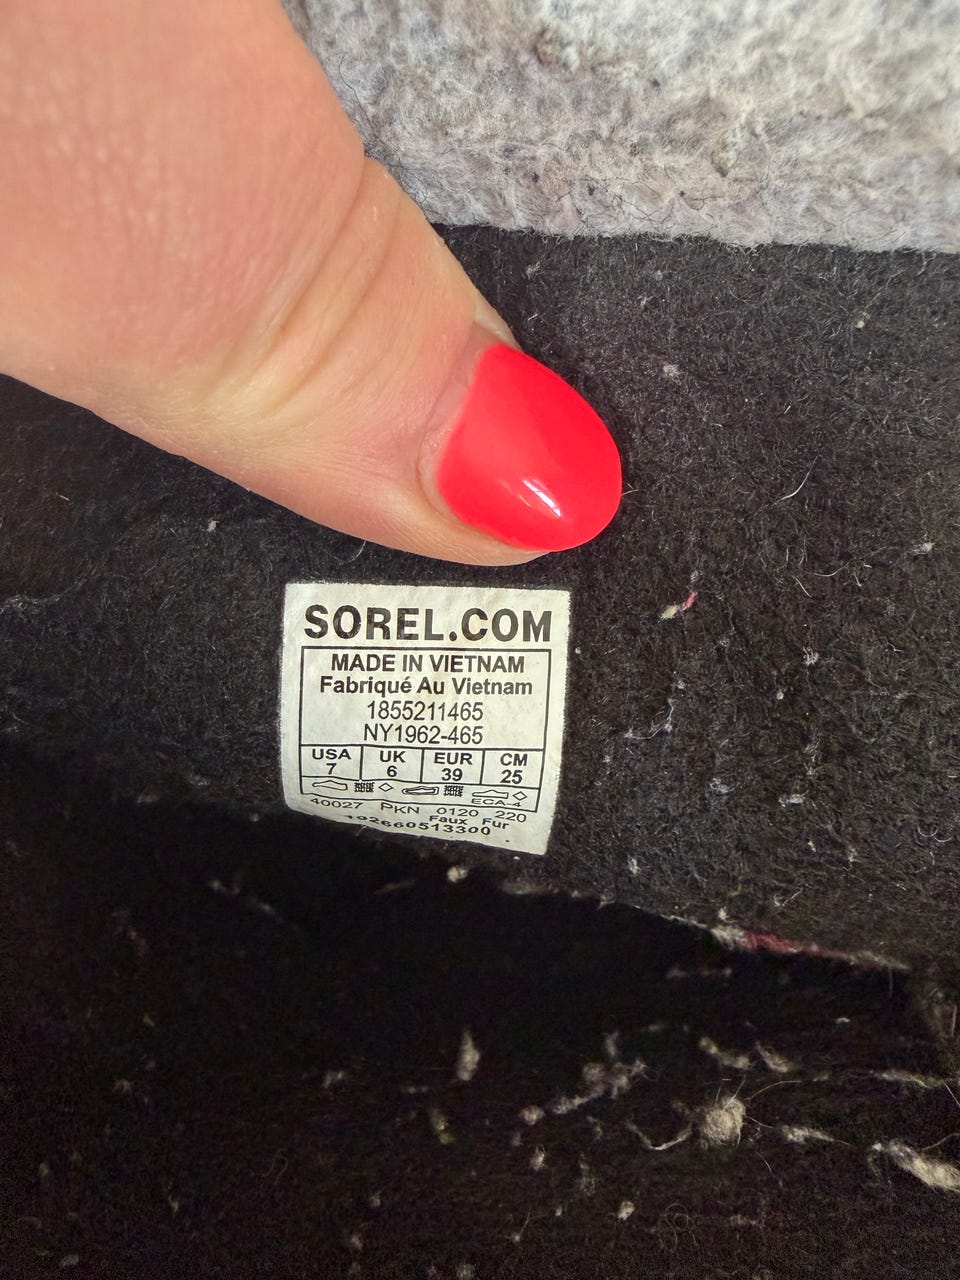 SOREL.COM
MADE IN VIETNAM
Fabriqué Au Vietnam
1855211465
NY1962-465
USA UK EUR CM
7 6 39 25
ECA-4
40027 PKN 0120 220
Faux Fur
192660513300